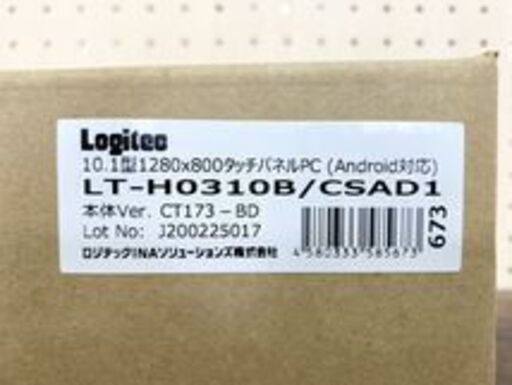 Logitec
10.1型1280x800タッチパネルPC (Android対応)
LT-H0310B/CSAD1
本体Ver. CT173-BD
Lot No: J200225017
ロジテックINAソリューションズ株式会社
4 580333 585673
673